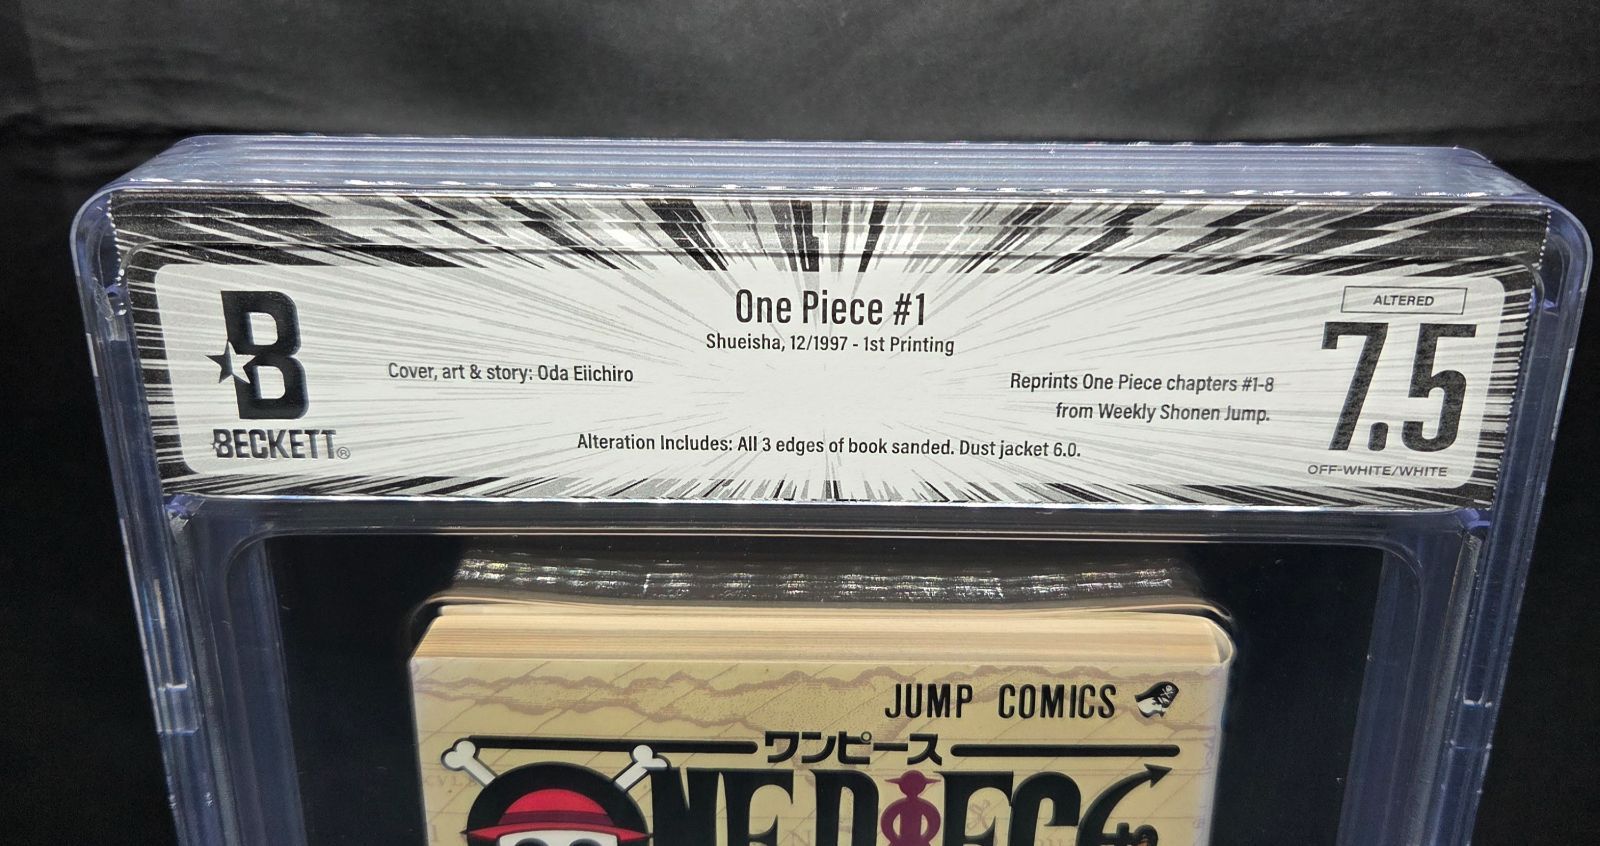 One Piece #1
Shueisha, 12/1997 - 1st Printing
Cover, art & story: Oda Eiichiro
Reprints One Piece chapters #1-8
from Weekly Shonen Jump.
Alteration Includes: All 3 edges of book sanded. Dust jacket 6.0.
B
BECKETT®
ALTERED
7.5
OFF-WHITE/WHITE
JUMP COMICS
ワンピース
ONE PIECE